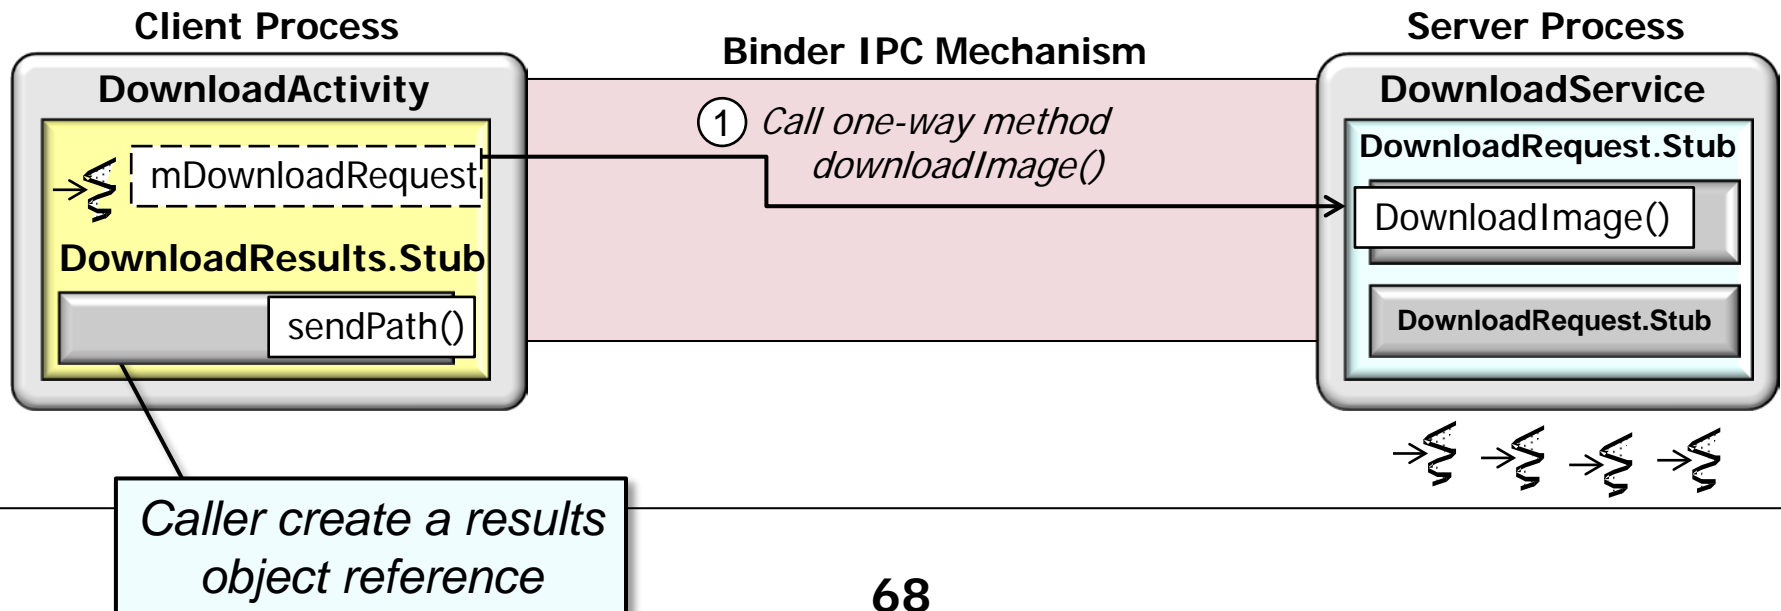 Client Process
Binder IPC Mechanism
Server Process
DownloadActivity
DownloadService
1 Call one-way method
downloadImage()
mDownloadRequest
DownloadRequest.Stub
DownloadImage()
DownloadResults.Stub
sendPath()
DownloadRequest.Stub
Caller create a results
object reference
68